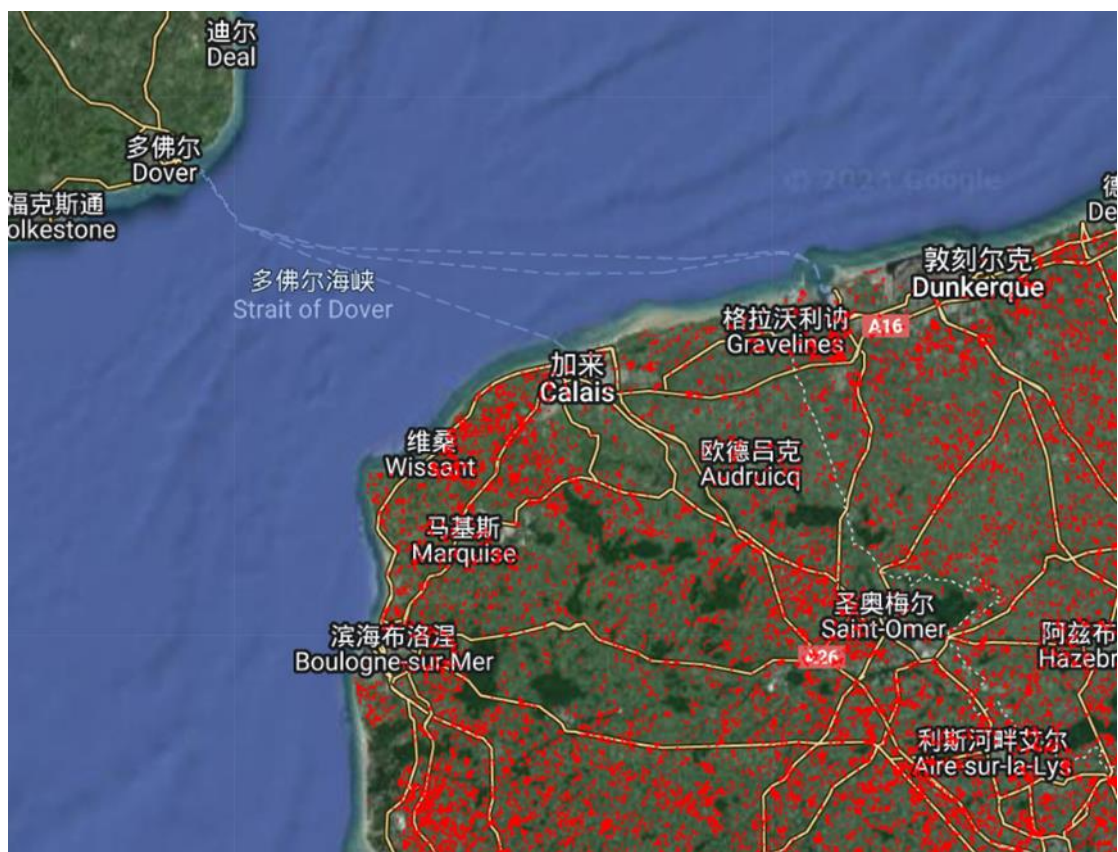 迪尔
Deal
多佛尔
Dover
福克斯通
olkestone
© 2024 Google
德
De
敦刻尔克
Dunkerque
多佛尔海峡
Strait of Dover
格拉沃利讷
Gravelines
A16
加来
Calais
维桑
Wissant
欧德吕克
Audruicq
马基斯
Marquise
圣奥梅尔
Saint-Omer
滨海布洛涅
Boulogne-sur-Mer
A26
阿兹布
Hazebr
利斯河畔艾尔
Aire-sur-la-Lys